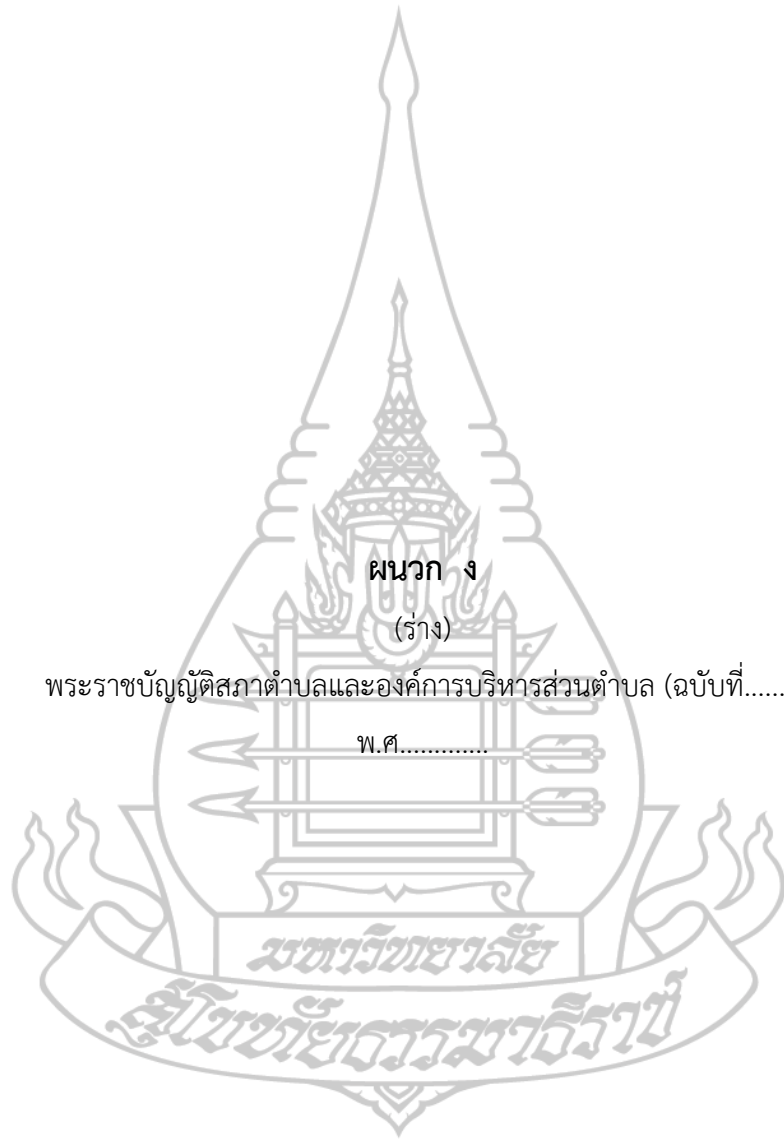 ผนวก ง
(ร่าง)
พระราชบัญญัติสภาตำบลและองค์การบริหารส่วนตำบล (ฉบับที่......
พ.ศ.............
มหาวิทยาลัย
สุโขทัยธรรมาธิราช